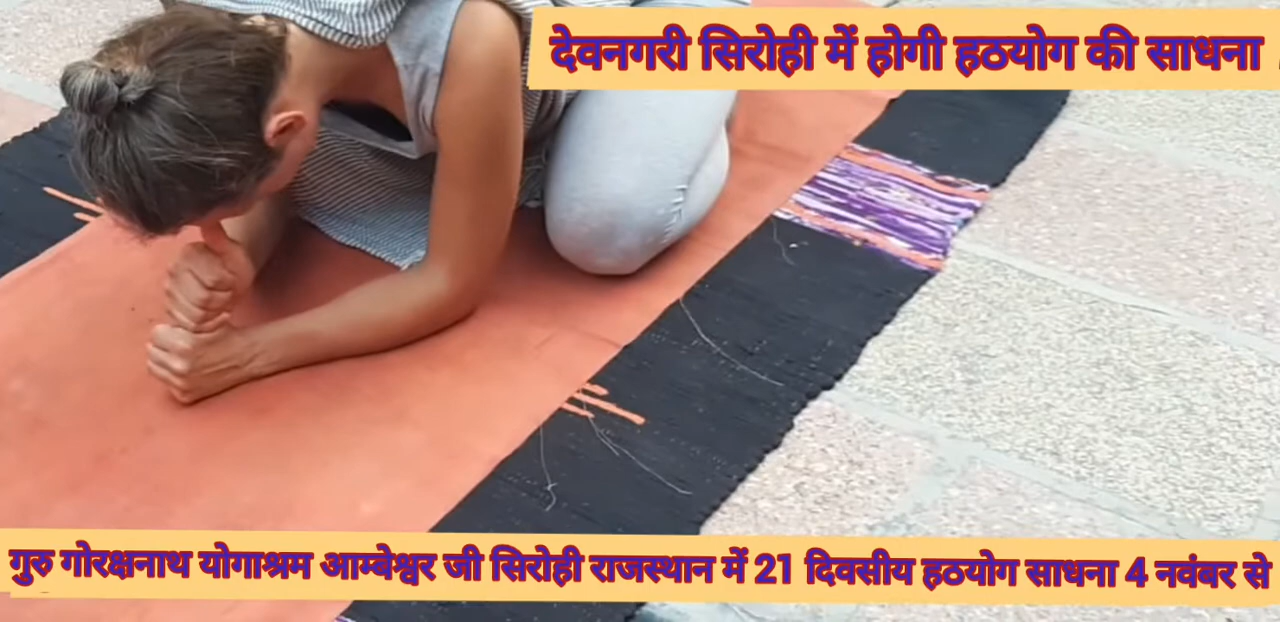 देवनगरी सिरोही में होगी हठयोग की साधना
गुरु गोरक्षनाथ योगाश्रम आम्बेश्वर जी सिरोही राजस्थान में 21 दिवसीय हठयोग साधना 4 नवंबर से